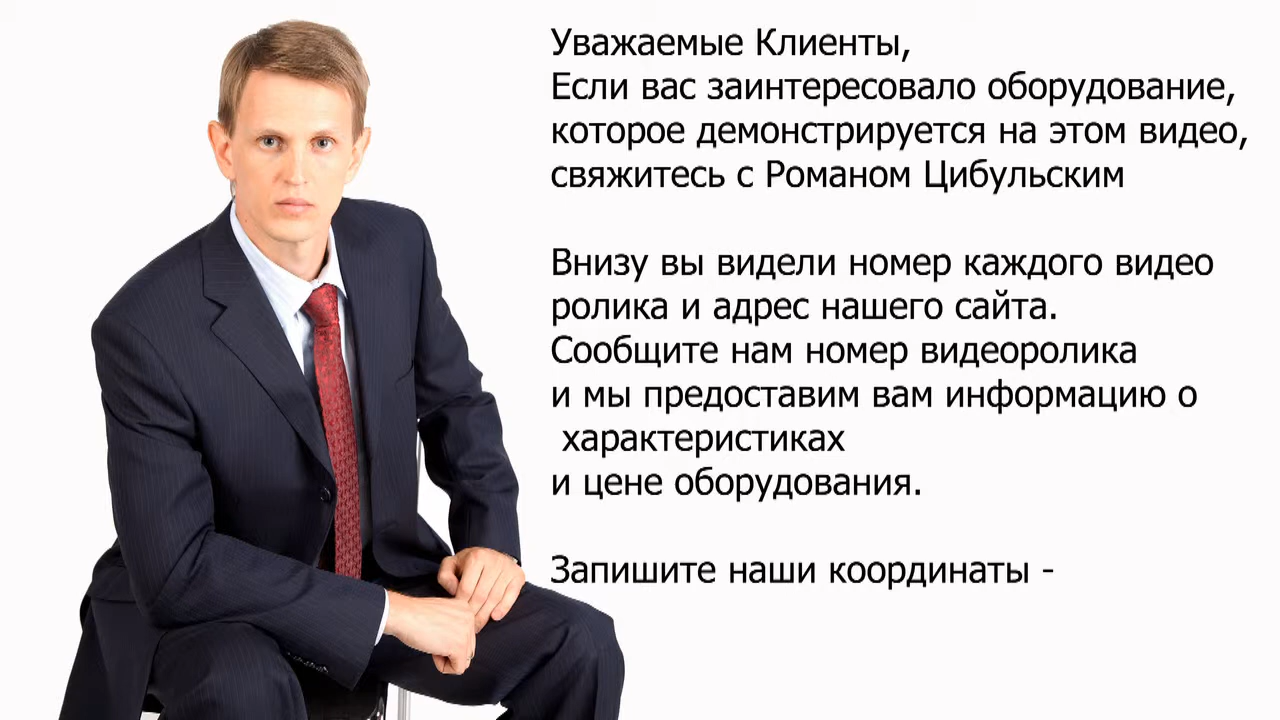 Уважаемые Клиенты,
Если вас заинтересовало оборудование,
которое демонстрируется на этом видео,
свяжитесь с Романом Цибульским
Внизу вы видели номер каждого видео
ролика и адрес нашего сайта.
Сообщите нам номер видеоролика
и мы предоставим вам информацию о
характеристиках
и цене оборудования.
Запишите наши координаты -